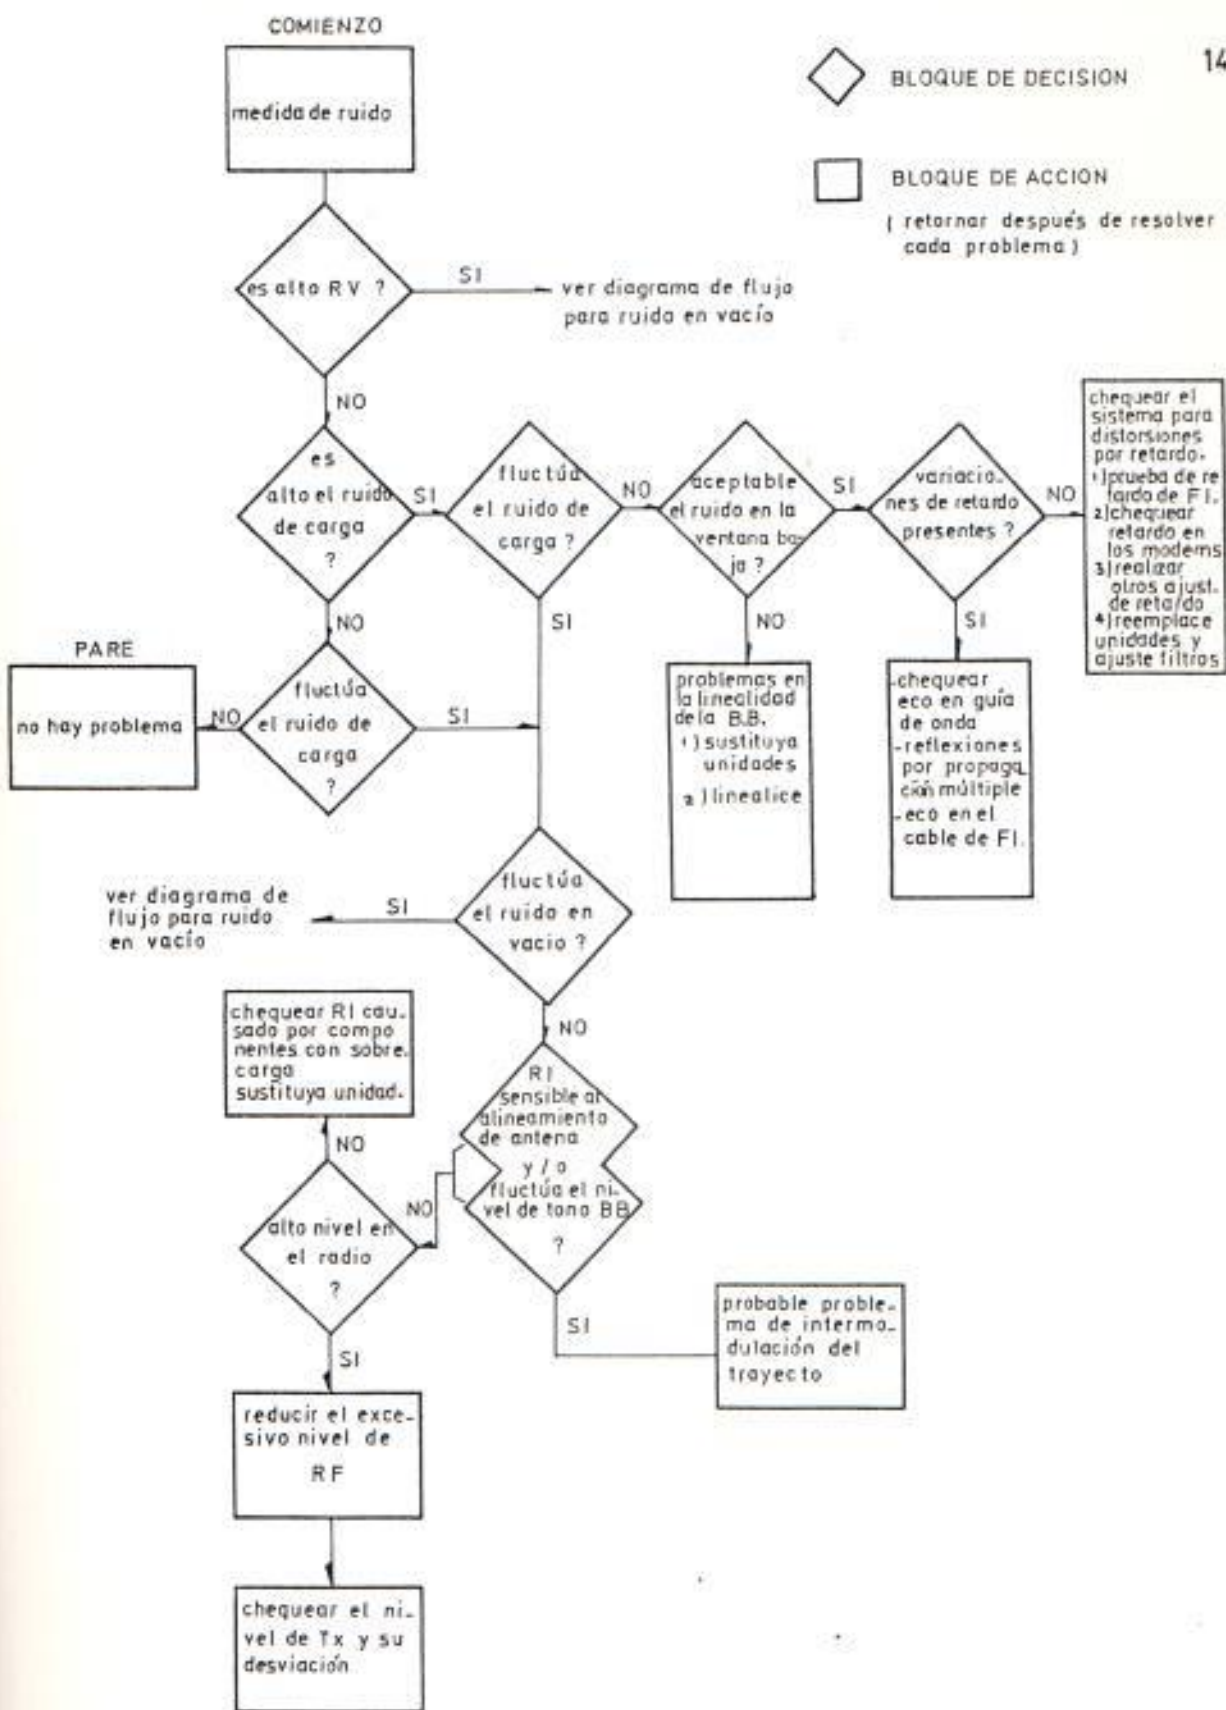 COMIENZO
14
medida de ruido
BLOQUE DE DECISION
BLOQUE DE ACCION
( retornar después de resolver
cada problema )
es alto RV ?
SI
ver diagrama de flujo
para ruido en vacío
NO
es
alto el ruido
de carga
?
SI
fluctúa
el ruido de
carga ?
NO
aceptable
el ruido en la
ventana ba-
ja ?
SI
variacio-
nes de retardo
presentes ?
NO
chequear el
sistema para
distorsiones
por retardo.
1) prueba de re
tardo de FI.
2) chequear
retardo en
los modems
3) realizar
otros ajust.
de retardo
4) reemplace
unidades y
ajuste filtros
NO
SI
NO
SI
PARE
no hay problema
NO
fluctúa
el ruido de
carga
?
SI
problemas en
la linealidad
de la B.B.
1) sustituya
unidades
2) linealice
-chequear
eco en guía
de onda
-reflexiones
por propaga_
ción múltiple
-eco en el
cable de FI.
ver diagrama de
flujo para ruido
en vacío
SI
fluctúa
el ruido en
vacio ?
NO
chequear RI cau_
sado por compo
nentes con sobre.
carga
sustituya unidad.
NO
RI
sensible al
alineamiento
de antena
y / o
fluctúa el ni_
vel de tono BB
?
NO
alto nivel en
el radio
?
SI
SI
probable proble_
ma de intermo_
dulación del
trayecto
reducir el exce_
sivo nivel de
RF
chequear el ni_
vel de Tx y su
desviación